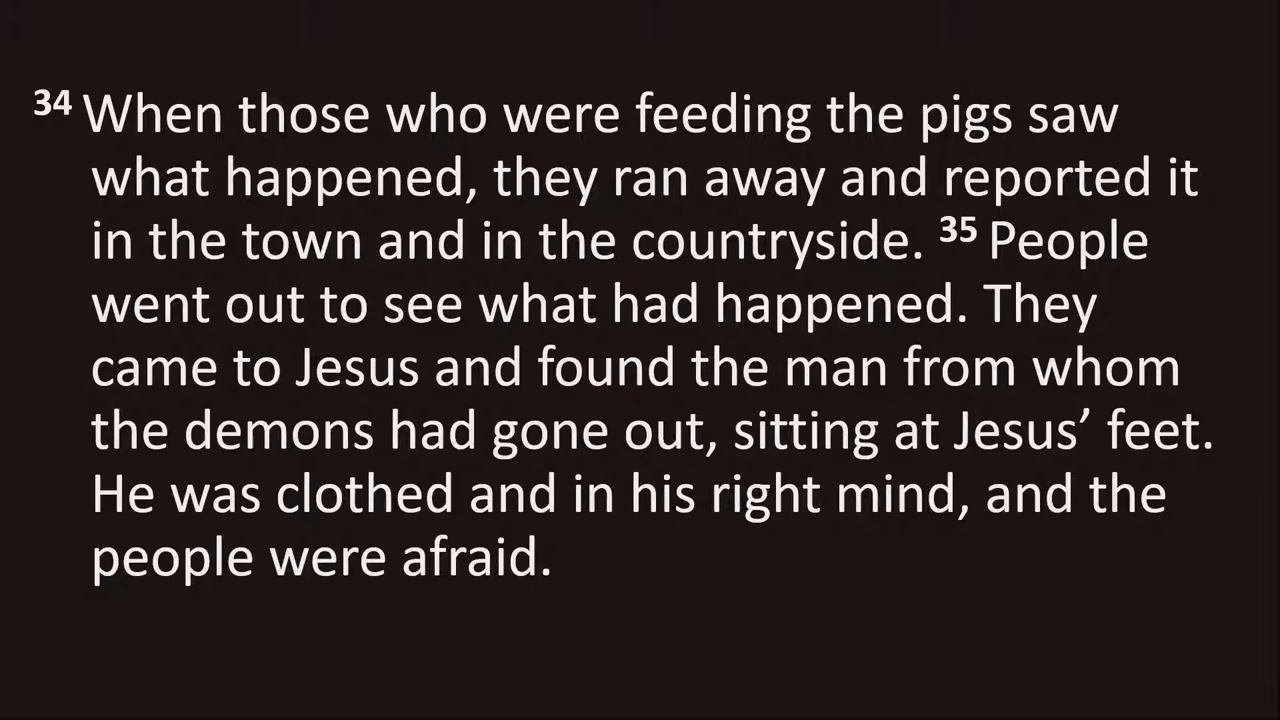 34 When those who were feeding the pigs saw
what happened, they ran away and reported it
in the town and in the countryside. 35 People
went out to see what had happened. They
came to Jesus and found the man from whom
the demons had gone out, sitting at Jesus’ feet.
He was clothed and in his right mind, and the
people were afraid.